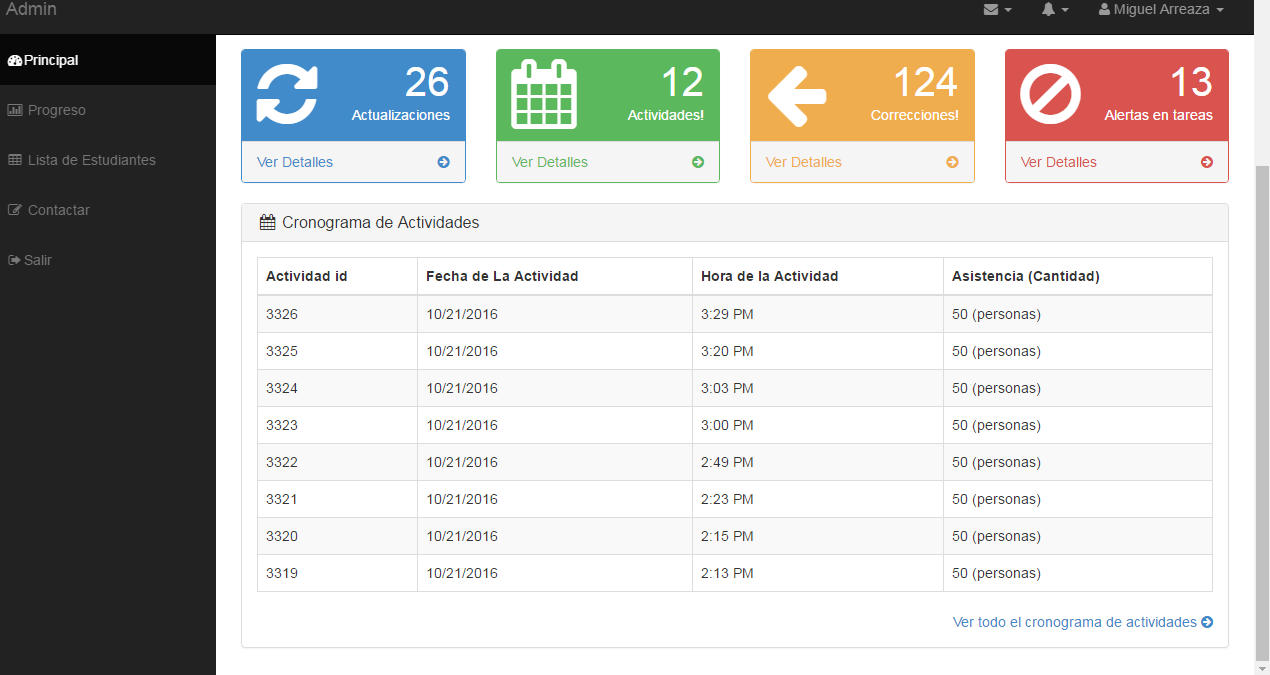 Admin
Miguel Arreaza
Principal
Progreso
Lista de Estudiantes
Contactar
Salir
26
Actualizaciones
Ver Detalles
12
Actividades!
Ver Detalles
124
Correcciones!
Ver Detalles
13
Alertas en tareas
Ver Detalles
Cronograma de Actividades
Actividad id Fecha de La Actividad Hora de la Actividad Asistencia (Cantidad)
3326 10/21/2016 3:29 PM 50 (personas)
3325 10/21/2016 3:20 PM 50 (personas)
3324 10/21/2016 3:03 PM 50 (personas)
3323 10/21/2016 3:00 PM 50 (personas)
3322 10/21/2016 2:49 PM 50 (personas)
3321 10/21/2016 2:23 PM 50 (personas)
3320 10/21/2016 2:15 PM 50 (personas)
3319 10/21/2016 2:13 PM 50 (personas)
Ver todo el cronograma de actividades